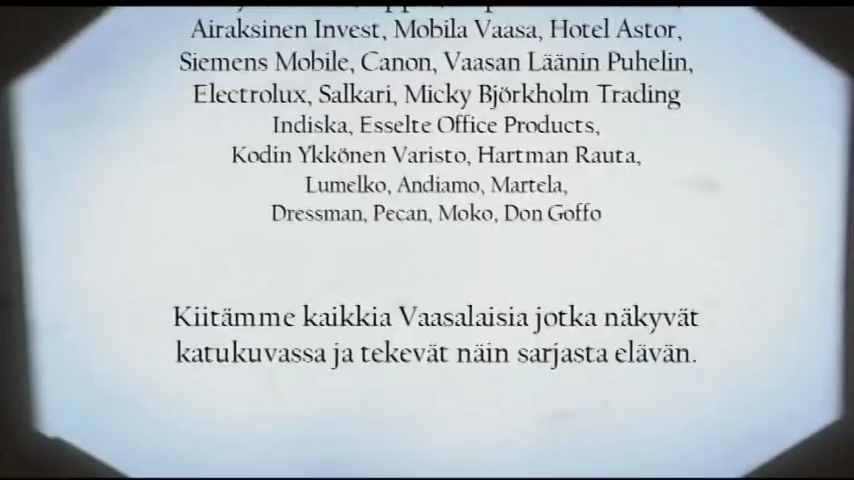 Airaksinen Invest, Mobila Vaasa, Hotel Astor,
Siemens Mobile, Canon, Vaasan Läänin Puhelin,
Electrolux, Salkari, Micky Björkholm Trading
Indiska, Esselte Office Products,
Kodin Ykkönen Varisto, Hartman Rauta,
Lumelko, Andiamo, Martela,
Dressman, Pecan, Moko, Don Goffo
Kiitämme kaikkia Vaasalaisia jotka näkyvät
katukuvassa ja tekevät näin sarjasta elävän.